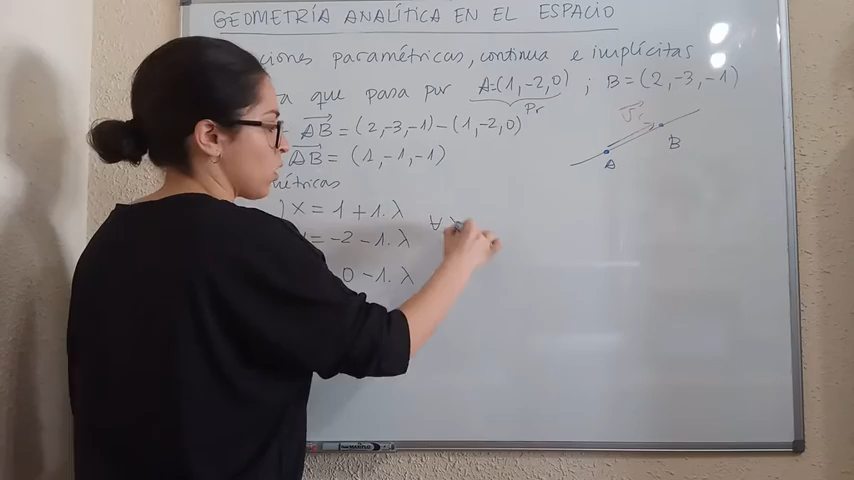 GEOMETRÍA ANALÍTICA EN EL ESPACIO
ciones paramétricas, continua e implícitas
que pasa por A=(1,-2,0) ; B=(2,-3,-1)
Pr
AB = (2,-3,-1)-(1,-2,0)
AB = (1,-1,-1)
métricas
x = 1 + 1. λ
= -2 - 1. λ ∀ λ
0 - 1. λ
A
B